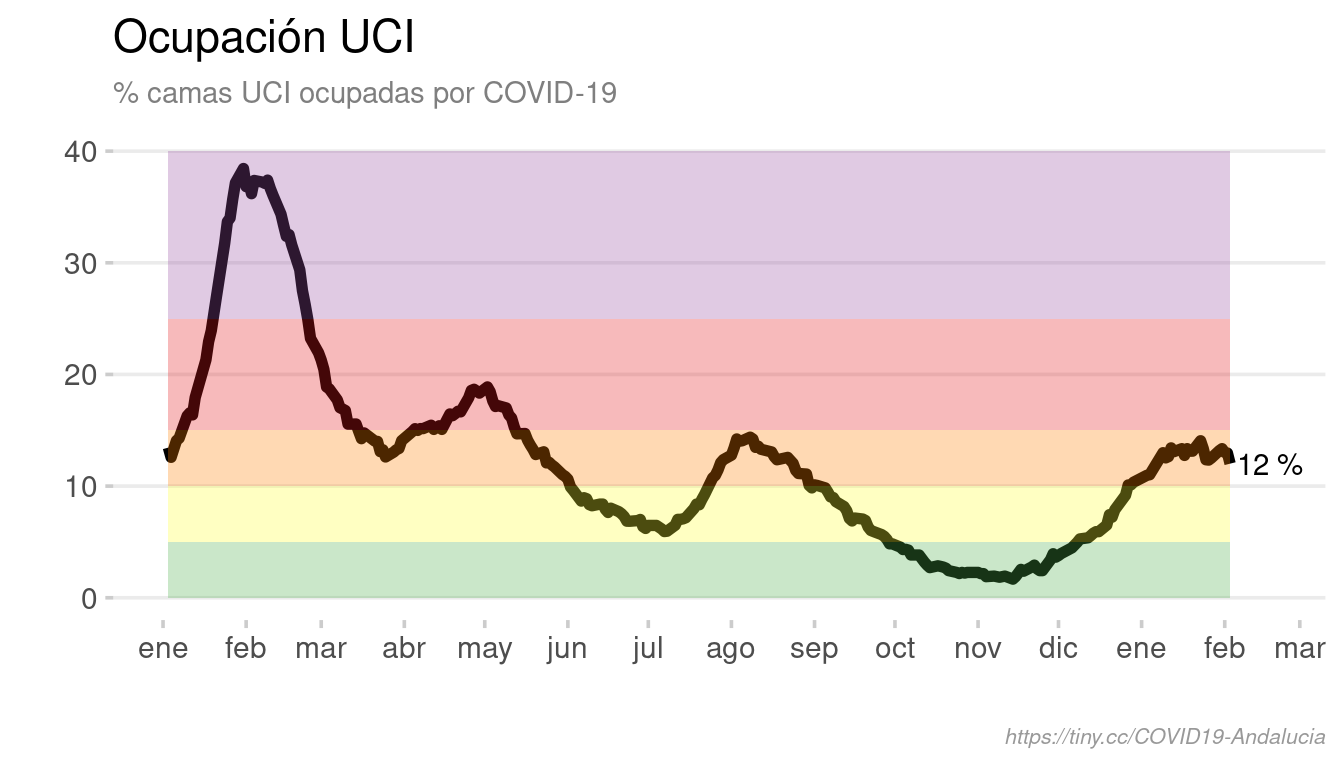 Ocupación UCI
% camas UCI ocupadas por COVID-19
40
30
20
10
0
12 %
ene feb mar abr may jun jul ago sep oct nov dic ene feb mar
https://tiny.cc/COVID19-Andalucia